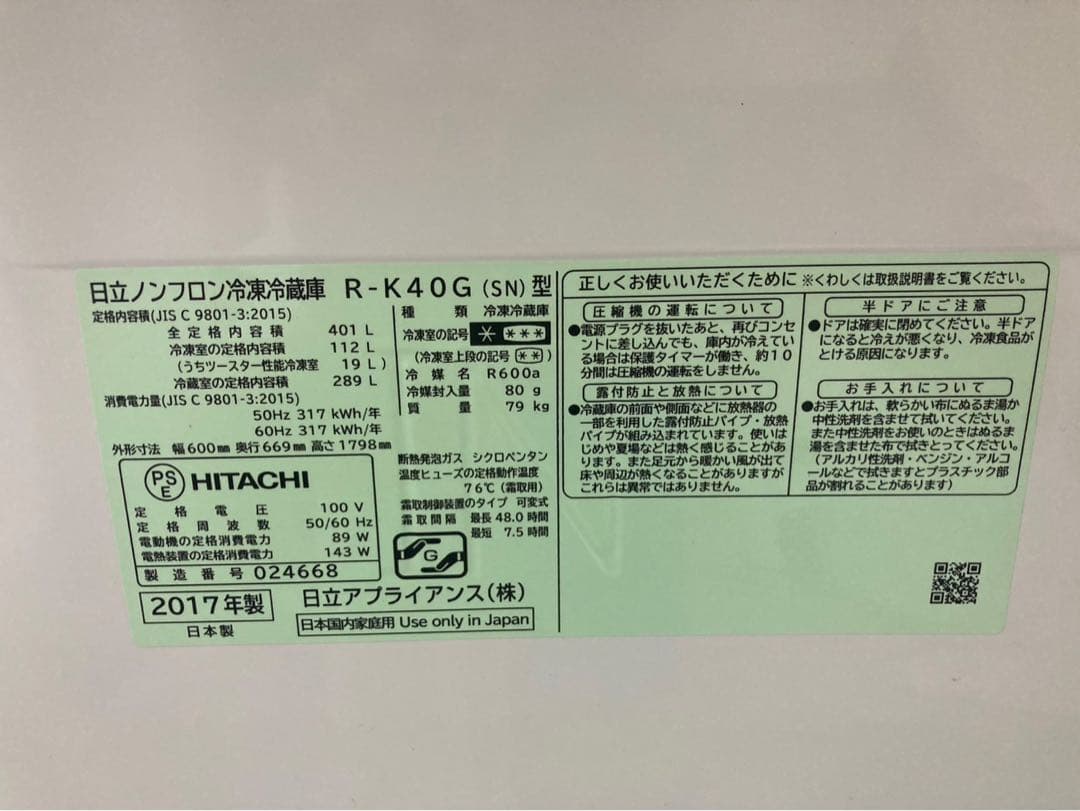 日立ノンフロン冷凍冷蔵庫 R-K40G (SN) 型
定格内容積(JIS C 9801-3:2015)
全定格内容積 401 L
冷凍室の定格内容積 112 L
(うちツースター性能冷凍室 19 L)
冷蔵室の定格内容積 289 L
消費電力量(JIS C 9801-3:2015)
50Hz 317 kWh/年
60Hz 317 kWh/年
外形寸法 幅600㎜ 奥行669㎜ 高さ1798㎜
種類 冷凍冷蔵庫
冷凍室の記号 * ***
(冷凍室上段の記号 **)
冷媒名 R600a
冷媒封入量 80 g
質量 79 kg
断熱発泡ガス シクロペンタン
温度ヒューズの定格動作温度
76℃(霜取用)
霜取制御装置のタイプ 可変式
霜取間隔 最長 48.0 時間
最短 7.5 時間
PSE HITACHI
定格電圧 100 V
定格周波数 50/60 Hz
電動機の定格消費電力 89 W
電熱装置の定格消費電力 143 W
製造番号 024668
G
2017年製
日本製
日立アプライアンス(株)
日本国内家庭用 Use only in Japan
正しくお使いいただくために ※くわしくは取扱説明書をご覧ください。
圧縮機の運転について
●電源プラグを抜いたあと、再びコンセ
ントに差し込んでも、庫内が冷えてい
る場合は保護タイマーが働き、約10
分間は圧縮機の運転をしません。
露付防止と放熱について
●冷蔵庫の前面や側面などに放熱器の
一部を利用した露付防止パイプ・放熱
パイプが組み込まれています。使いは
じめや夏場などは熱く感じることがあ
ります。また足元から暖かい風が出て
床や周辺が熱くなることがありますが
これらは異常ではありません。
半ドアにご注意
●ドアは確実に閉めてください。半ドア
になると冷えが悪くなり、冷凍食品が
とける原因になります。
お手入れについて
●お手入れは、軟らかい布にぬるま湯か
中性洗剤を含ませて拭いてください。
また中性洗剤をお使いのときはぬるま
湯を含ませた布で拭きとってください。
(アルカリ性洗剤・ベンジン・アルコ
ールなどで拭きますとプラスチック部
品が割れることがあります)